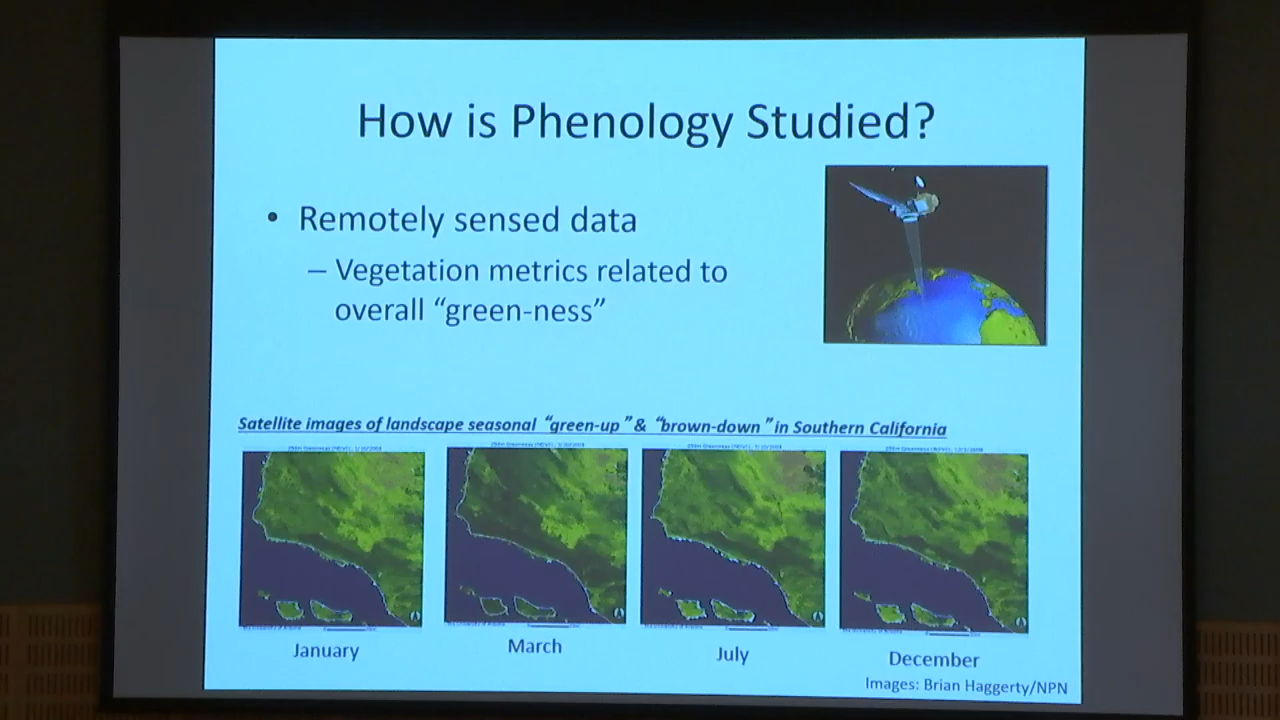 How is Phenology Studied?
• Remotely sensed data
– Vegetation metrics related to
overall “green-ness”
Satellite images of landscape seasonal “green-up” & “brown-down” in Southern California
January
March
July
December
Images: Brian Haggerty/NPN